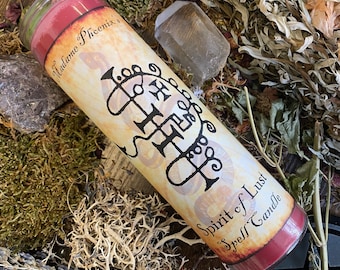 Madame Phoenix
Spirit of Lust
Spell Candle